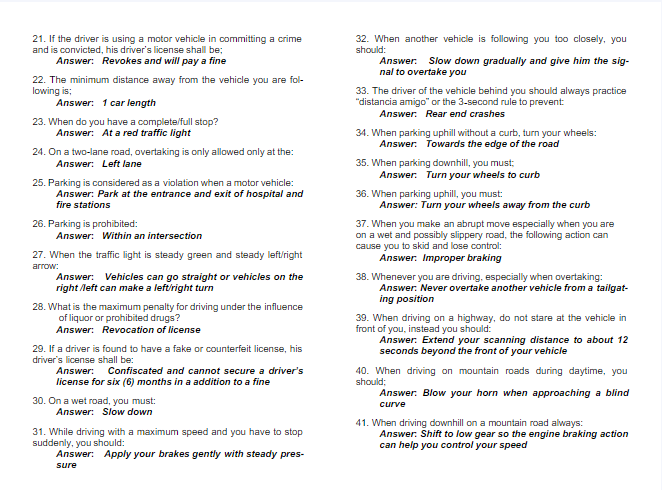 21. If the driver is using a motor vehicle in committing a crime
and is convicted, his driver's license shall be;
Answer: Revokes and will pay a fine
22. The minimum distance away from the vehicle you are fol-
lowing is;
Answer: 1 car length
23. When do you have a complete/full stop?
Answer: At a red traffic light
24. On a two-lane road, overtaking is only allowed only at the:
Answer: Left lane
25. Parking is considered as a violation when a motor vehicle:
Answer: Park at the entrance and exit of hospital and
fire stations
26. Parking is prohibited:
Answer: Within an intersection
27. When the traffic light is steady green and steady left/right
arrow:
Answer: Vehicles can go straight or vehicles on the
right /left can make a left/right turn
28. What is the maximum penalty for driving under the influence
of liquor or prohibited drugs?
Answer: Revocation of license
29. If a driver is found to have a fake or counterfeit license, his
driver's license shall be:
Answer: Confiscated and cannot secure a driver's
license for six (6) months in a addition to a fine
30. On a wet road, you must:
Answer: Slow down
31. While driving with a maximum speed and you have to stop
suddenly, you should:
Answer: Apply your brakes gently with steady pres-
sure
32. When another vehicle is following you too closely, you
should:
Answer: Slow down gradually and give him the sig-
nal to overtake you
33. The driver of the vehicle behind you should always practice
"distancia amigo" or the 3-second rule to prevent:
Answer: Rear end crashes
34. When parking uphill without a curb, turn your wheels:
Answer: Towards the edge of the road
35. When parking downhill, you must;
Answer: Turn your wheels to curb
36. When parking uphill, you must:
Answer: Turn your wheels away from the curb
37. When you make an abrupt move especially when you are
on a wet and possibly slippery road, the following action can
cause you to skid and lose control:
Answer: Improper braking
38. Whenever you are driving, especially when overtaking:
Answer: Never overtake another vehicle from a tailgat-
ing position
39. When driving on a highway, do not stare at the vehicle in
front of you, instead you should:
Answer: Extend your scanning distance to about 12
seconds beyond the front of your vehicle
40. When driving on mountain roads during daytime, you
should;
Answer: Blow your horn when approaching a blind
curve
41. When driving downhill on a mountain road always:
Answer: Shift to low gear so the engine braking action
can help you control your speed